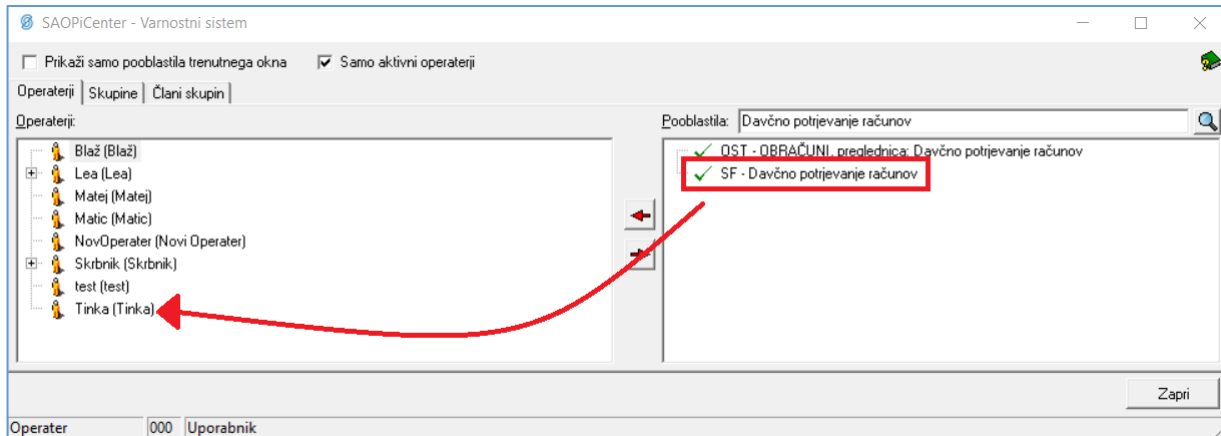 SAOPiCenter - Varnostni sistem
Prikaži samo pooblastila trenutnega okna
Samo aktivni operaterji
Operaterji
Skupine
Člani skupin
Operaterji:
Blaž (Blaž)
Lea (Lea)
Matej (Matej)
Matic (Matic)
NovOperater (Novi Operater)
Skrbnik (Skrbnik)
test (test)
Tinka (Tinka)
Pooblastila:
Davčno potrjevanje računov
OST - OBRAČUNI, preglednica: Davčno potrjevanje računov
SF - Davčno potrjevanje računov
Zapri
Operater
000
Uporabnik